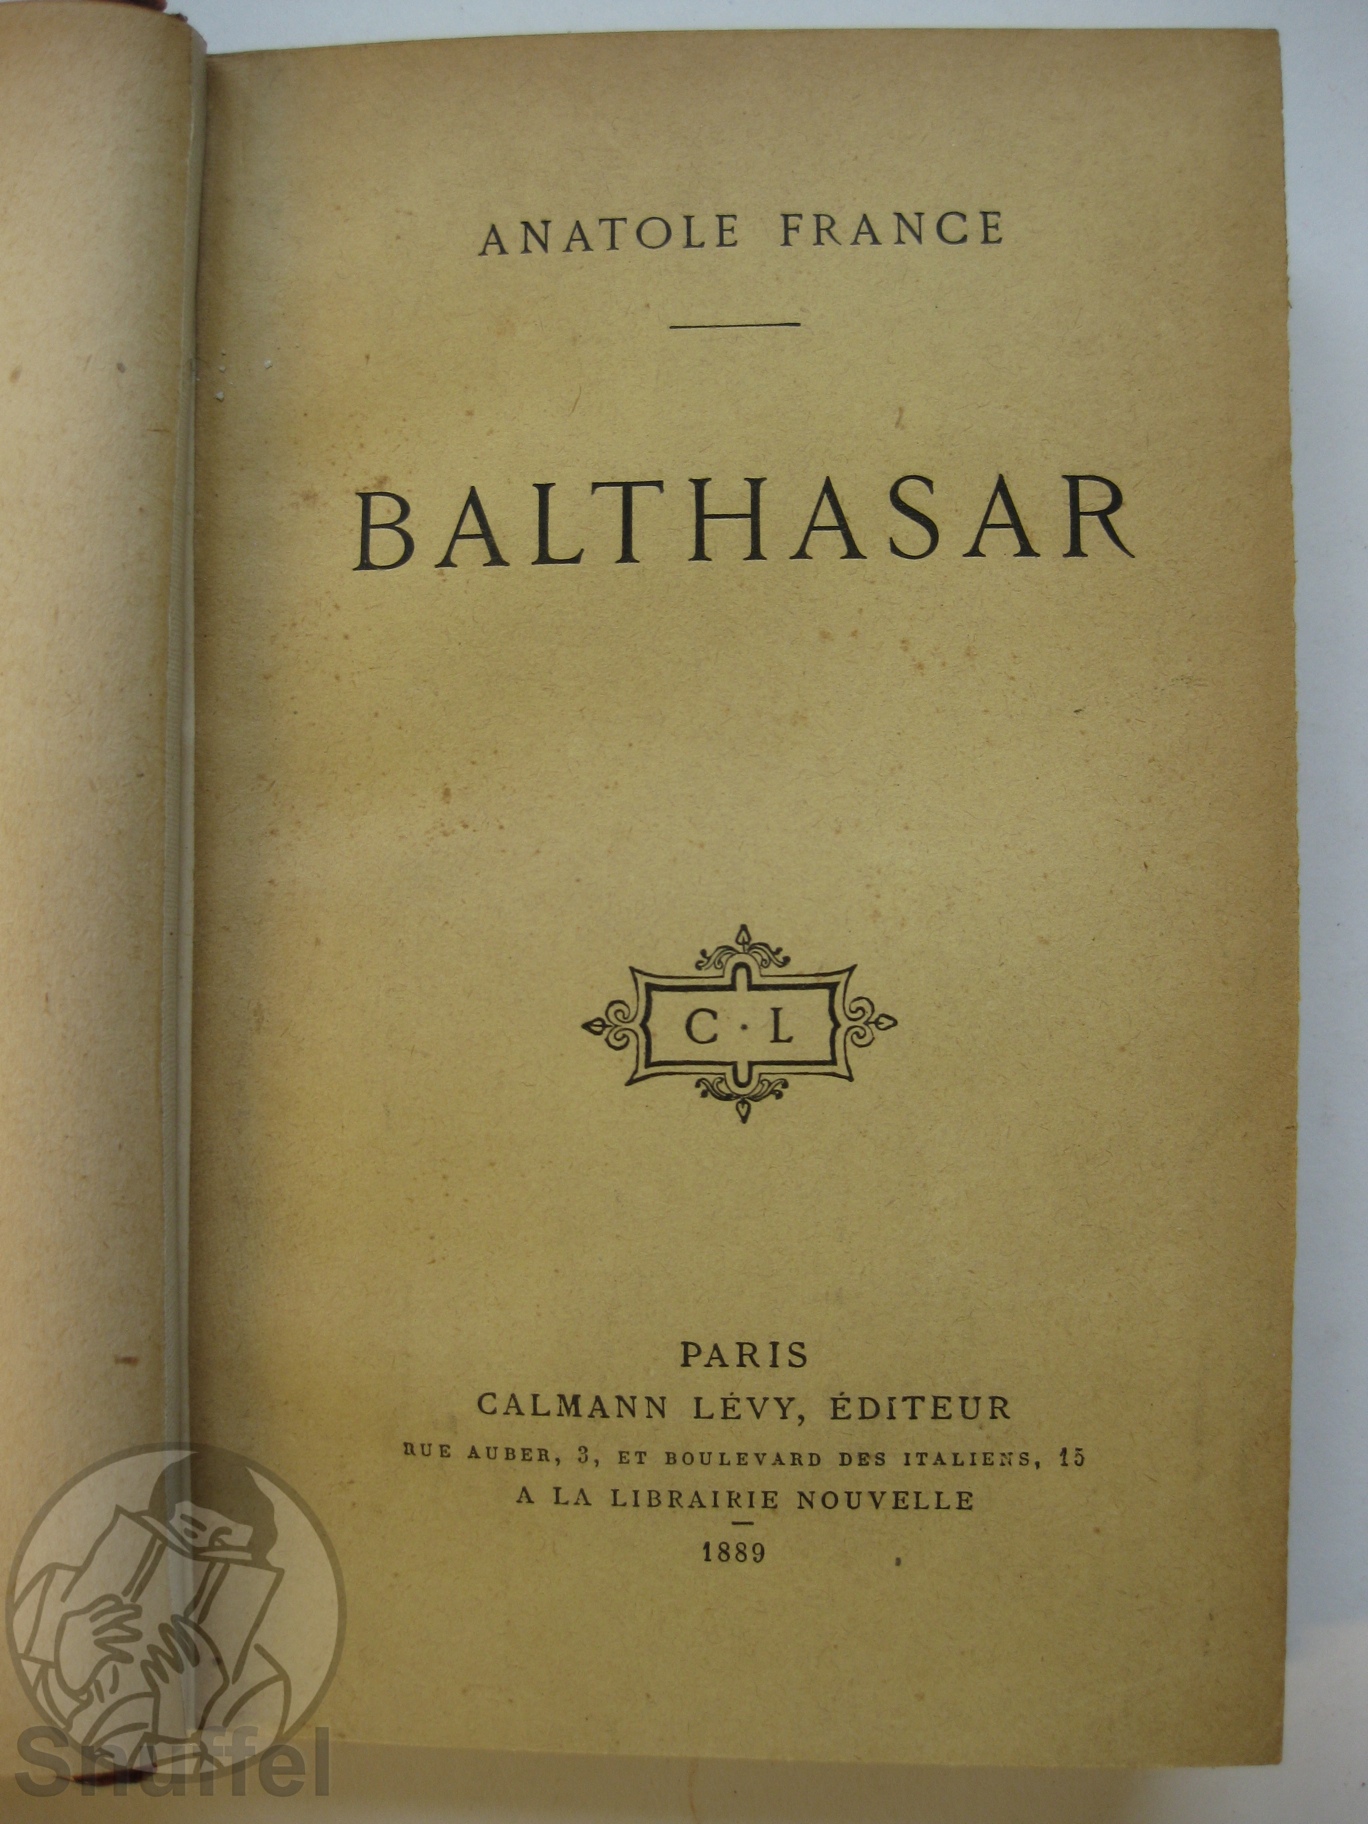 ANATOLE FRANCE
BALTHASAR
C · L
PARIS
CALMANN LÉVY, ÉDITEUR
RUE AUBER, 3, ET BOULEVARD DES ITALIENS, 15
A LA LIBRAIRIE NOUVELLE
1889
Snuffel